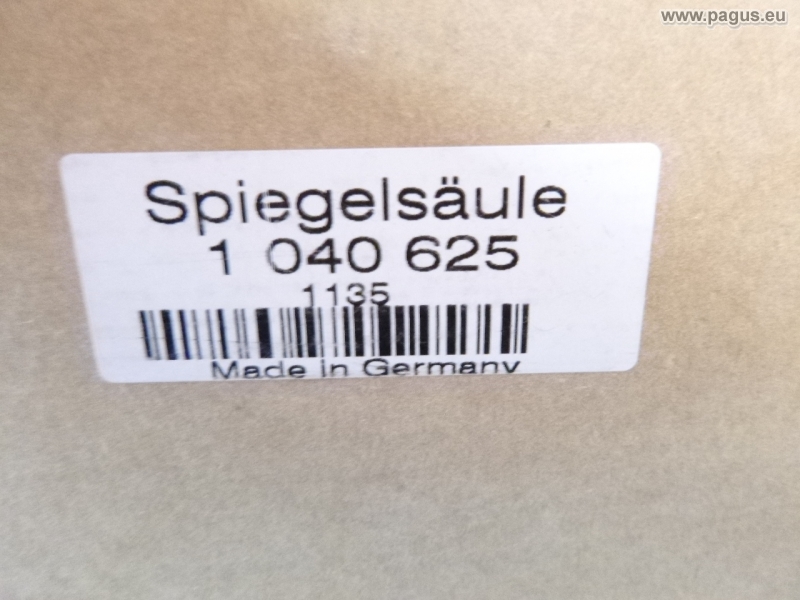 www.pagus.eu
Spiegelsäule
1 040 625
1135
Made in Germany